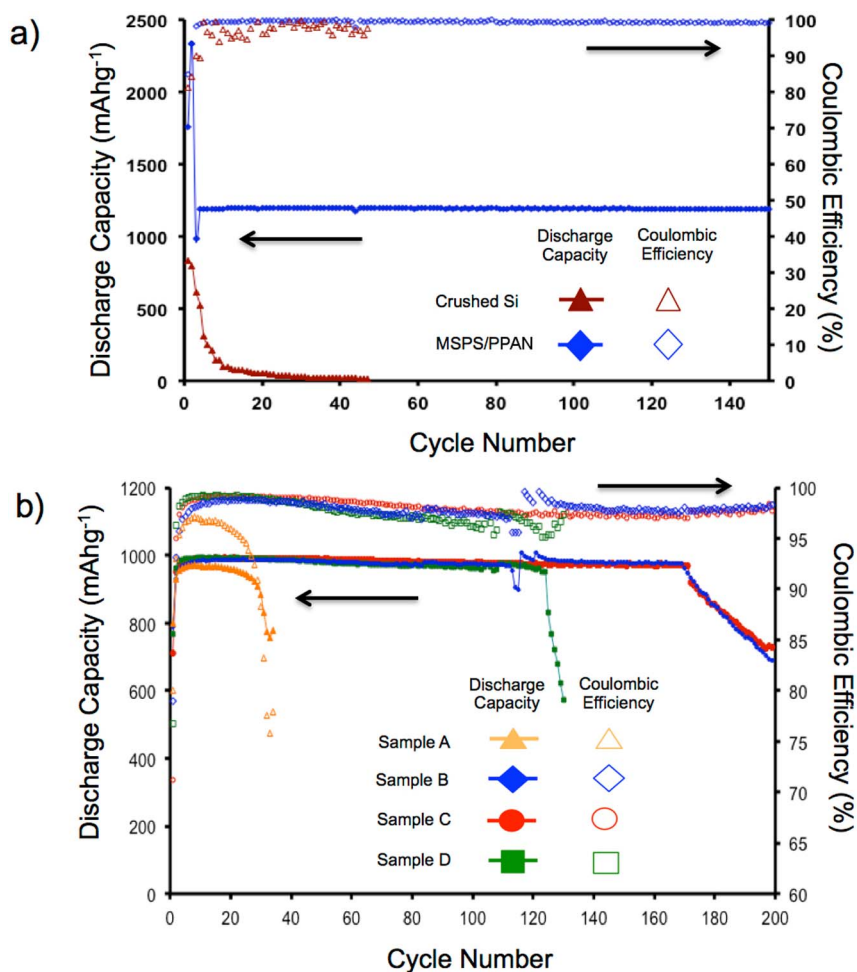 a)
2500
2000
1500
1000
500
0
Discharge Capacity (mAhg-1)
100
90
80
70
60
50
40
30
20
10
0
Coulombic Efficiency (%)
Discharge Capacity
Coulombic Efficiency
Crushed Si
MSPS/PPAN
0 20 40 60 80 100 120 140
Cycle Number
b)
1200
1000
800
600
400
200
0
Discharge Capacity (mAhg-1)
100
95
90
85
80
75
70
65
60
Coulombic Efficiency (%)
Discharge Capacity
Coulombic Efficiency
Sample A
Sample B
Sample C
Sample D
0 20 40 60 80 100 120 140 160 180 200
Cycle Number